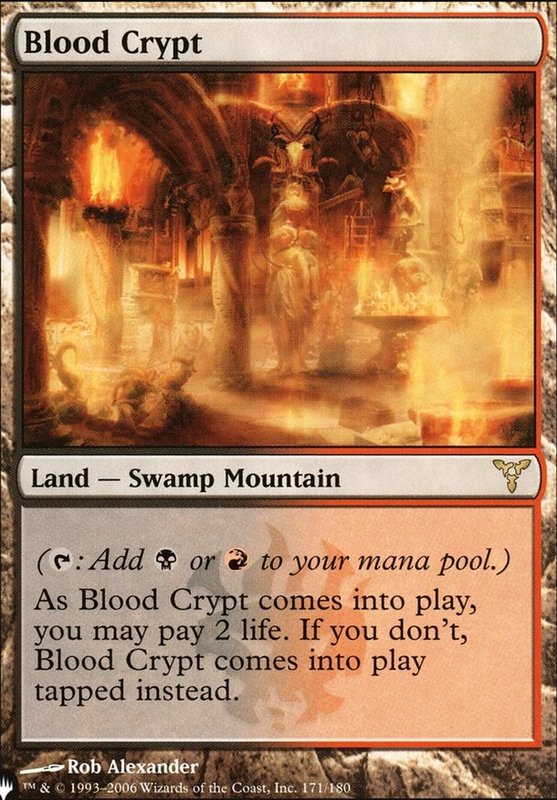 Blood Crypt
Land — Swamp Mountain
(: Add or to your mana pool.)
As Blood Crypt comes into play,
you may pay 2 life. If you don't,
Blood Crypt comes into play
tapped instead.
Rob Alexander
™ & © 1993–2006 Wizards of the Coast, Inc. 171/180